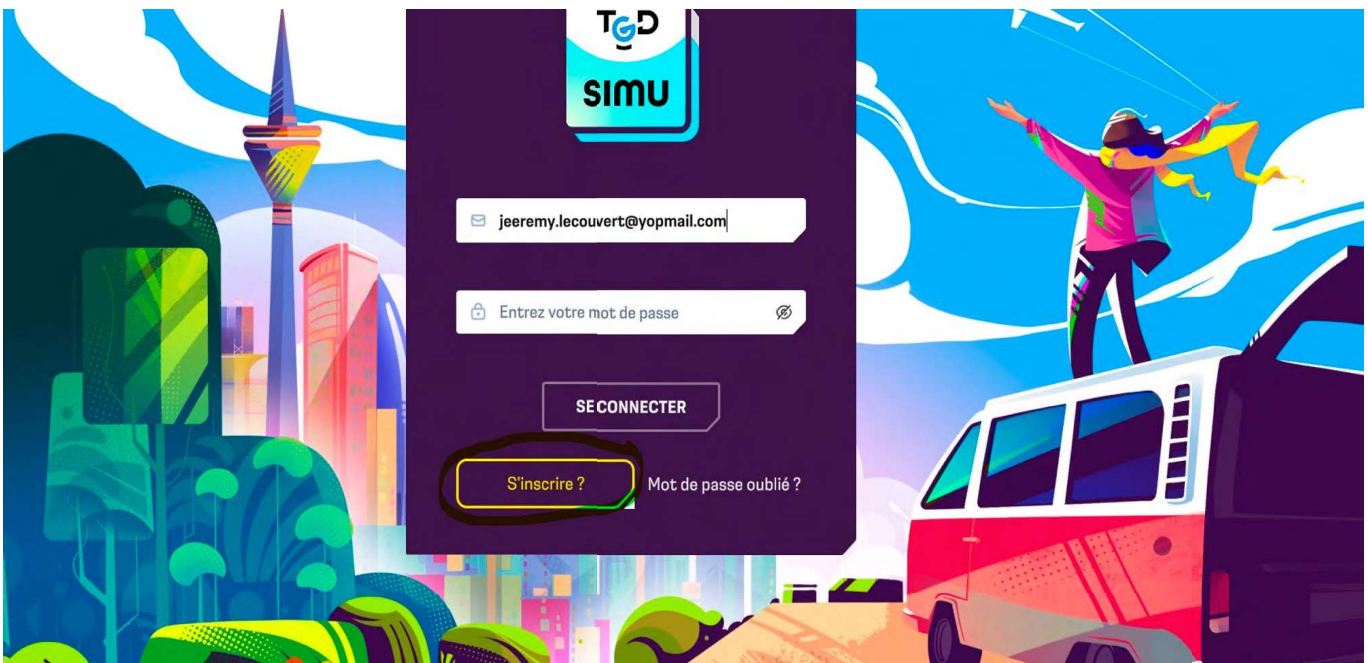 TGD
SIMU
jeeremy.lecouvert@yopmail.com
Entrez votre mot de passe
SE CONNECTER
S'inscrire ? Mot de passe oublié ?